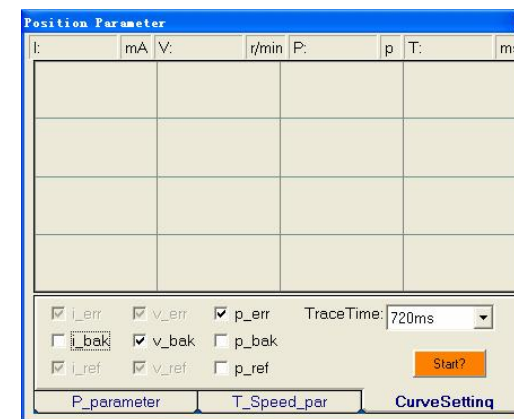 Position Parameter
I: mA V: r/min P: p T: ms
i_err v_err p_err TraceTime: 720ms
i_bak v_bak p_bak
i_ref v_ref p_ref Start?
P_parameter T_Speed_par CurveSetting